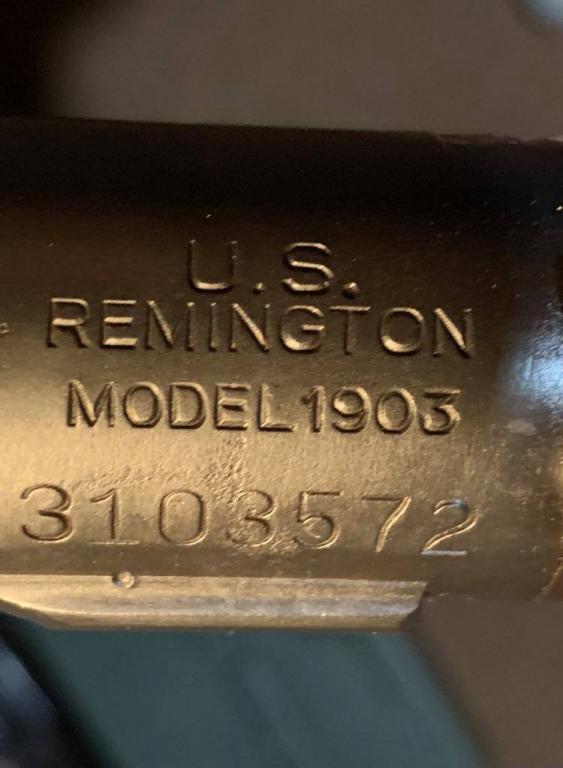 U.S.
REMINGTON
MODEL 1903
3103572